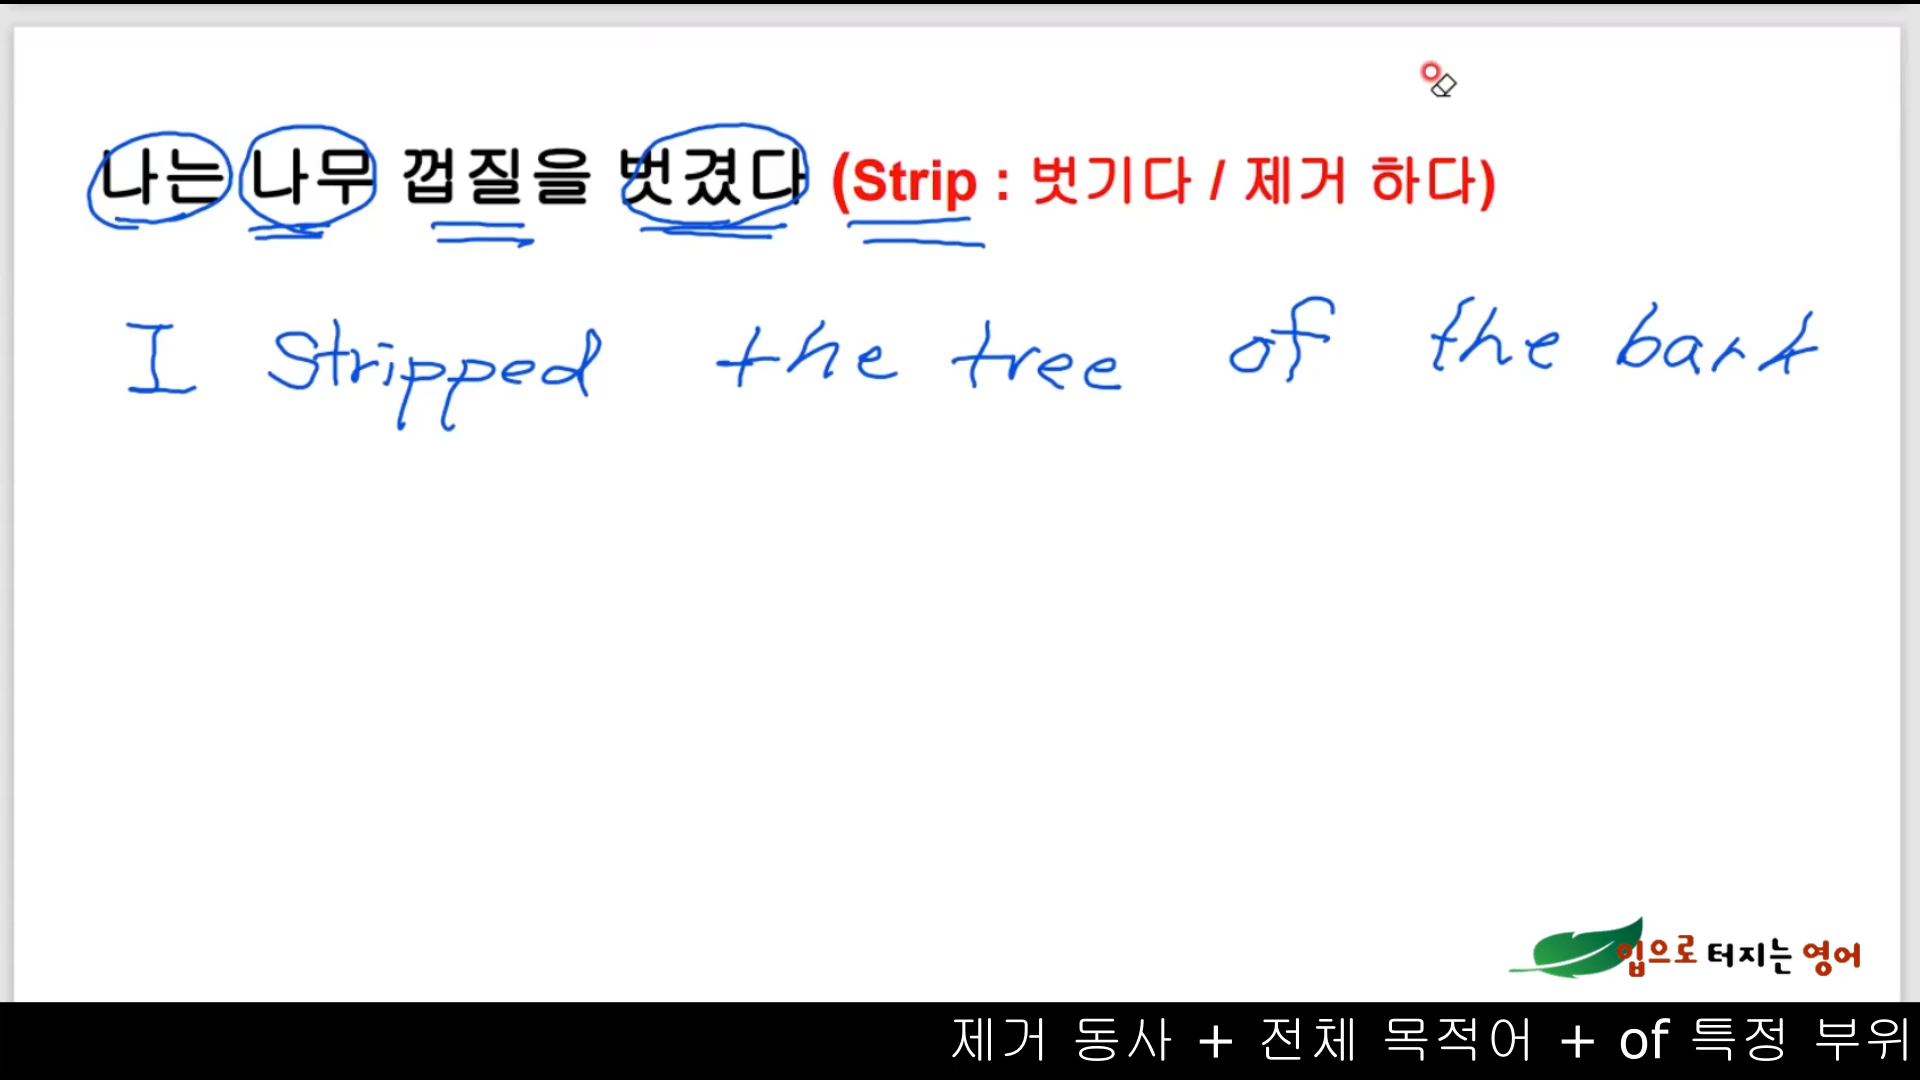 나는 나무 껍질을 벗겼다 (Strip : 벗기다 / 제거 하다)
I Stripped the tree of the bark
입으로 터지는 영어
제거 동사 + 전체 목적어 + of 특정 부위